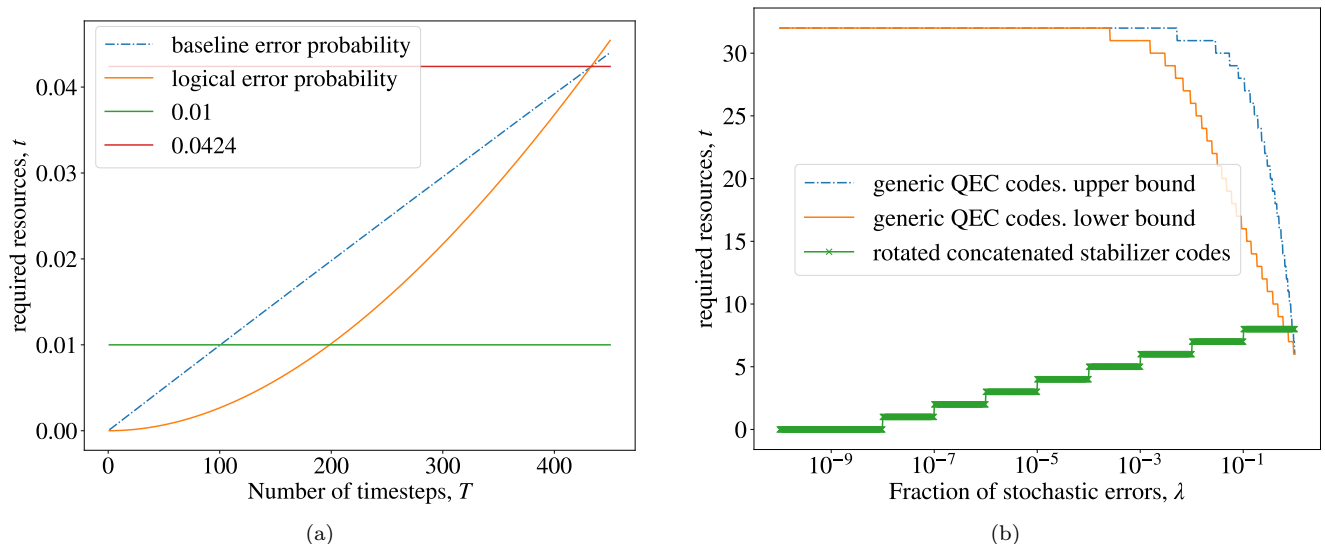 baseline error probability
logical error probability
0.01
0.0424
0.04
0.03
0.02
0.01
0.00
required resources, t
0
100
200
300
400
Number of timesteps, T
(a)
30
25
20
15
10
5
0
required resources, t
generic QEC codes. upper bound
generic QEC codes. lower bound
rotated concatenated stabilizer codes
10⁻⁹
10⁻⁷
10⁻⁵
10⁻³
10⁻¹
Fraction of stochastic errors, λ
(b)